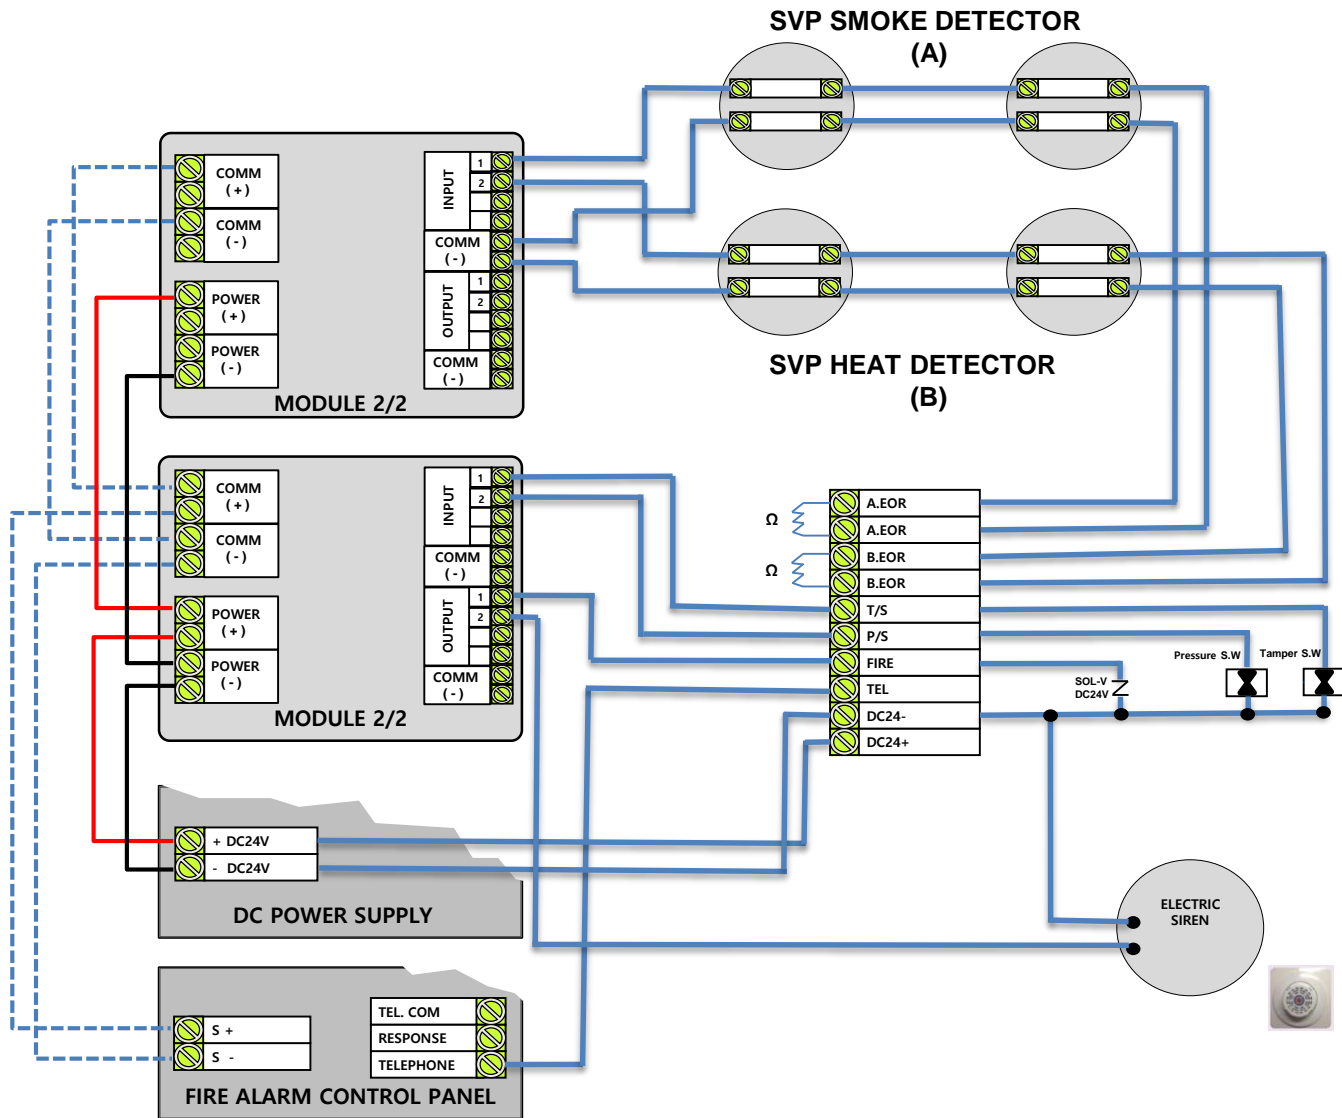 SVP SMOKE DETECTOR
(A)
COMM
(+)
COMM
(-)
POWER
(+)
POWER
(-)
INPUT
1
2
COMM
(-)
OUTPUT
1
2
COMM
(-)
MODULE 2/2
SVP HEAT DETECTOR
(B)
COMM
(+)
COMM
(-)
POWER
(+)
POWER
(-)
INPUT
1
2
COMM
(-)
OUTPUT
1
2
COMM
(-)
MODULE 2/2
Ω
Ω
A.EOR
A.EOR
B.EOR
B.EOR
T/S
P/S
FIRE
TEL
DC24-
DC24+
SOL-V
DC24V
Pressure S.W
Tamper S.W
+ DC24V
- DC24V
DC POWER SUPPLY
ELECTRIC
SIREN
S +
S -
TEL. COM
RESPONSE
TELEPHONE
FIRE ALARM CONTROL PANEL